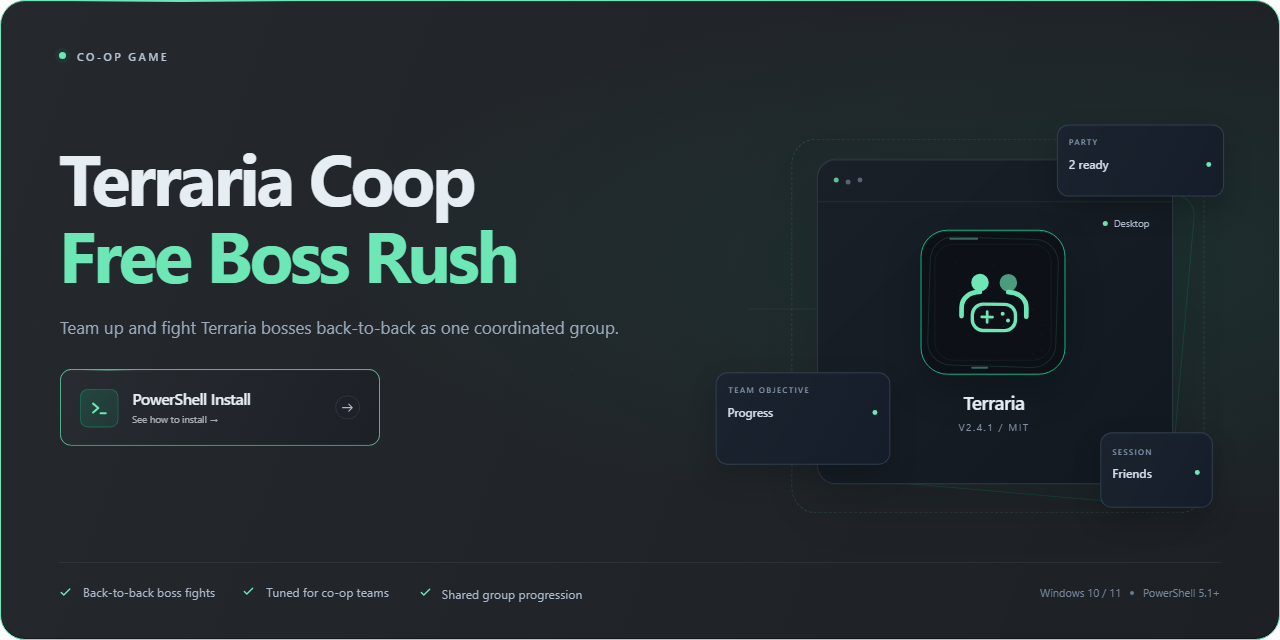 CO-OP GAME
Terraria Coop
Free Boss Rush
Team up and fight Terraria bosses back-to-back as one coordinated group.
PowerShell Install
See how to install →
PARTY
2 ready
Desktop
TEAM OBJECTIVE
Progress
Terraria
V2.4.1 / MIT
SESSION
Friends
Back-to-back boss fights
Tuned for co-op teams
Shared group progression
Windows 10 / 11 • PowerShell 5.1+